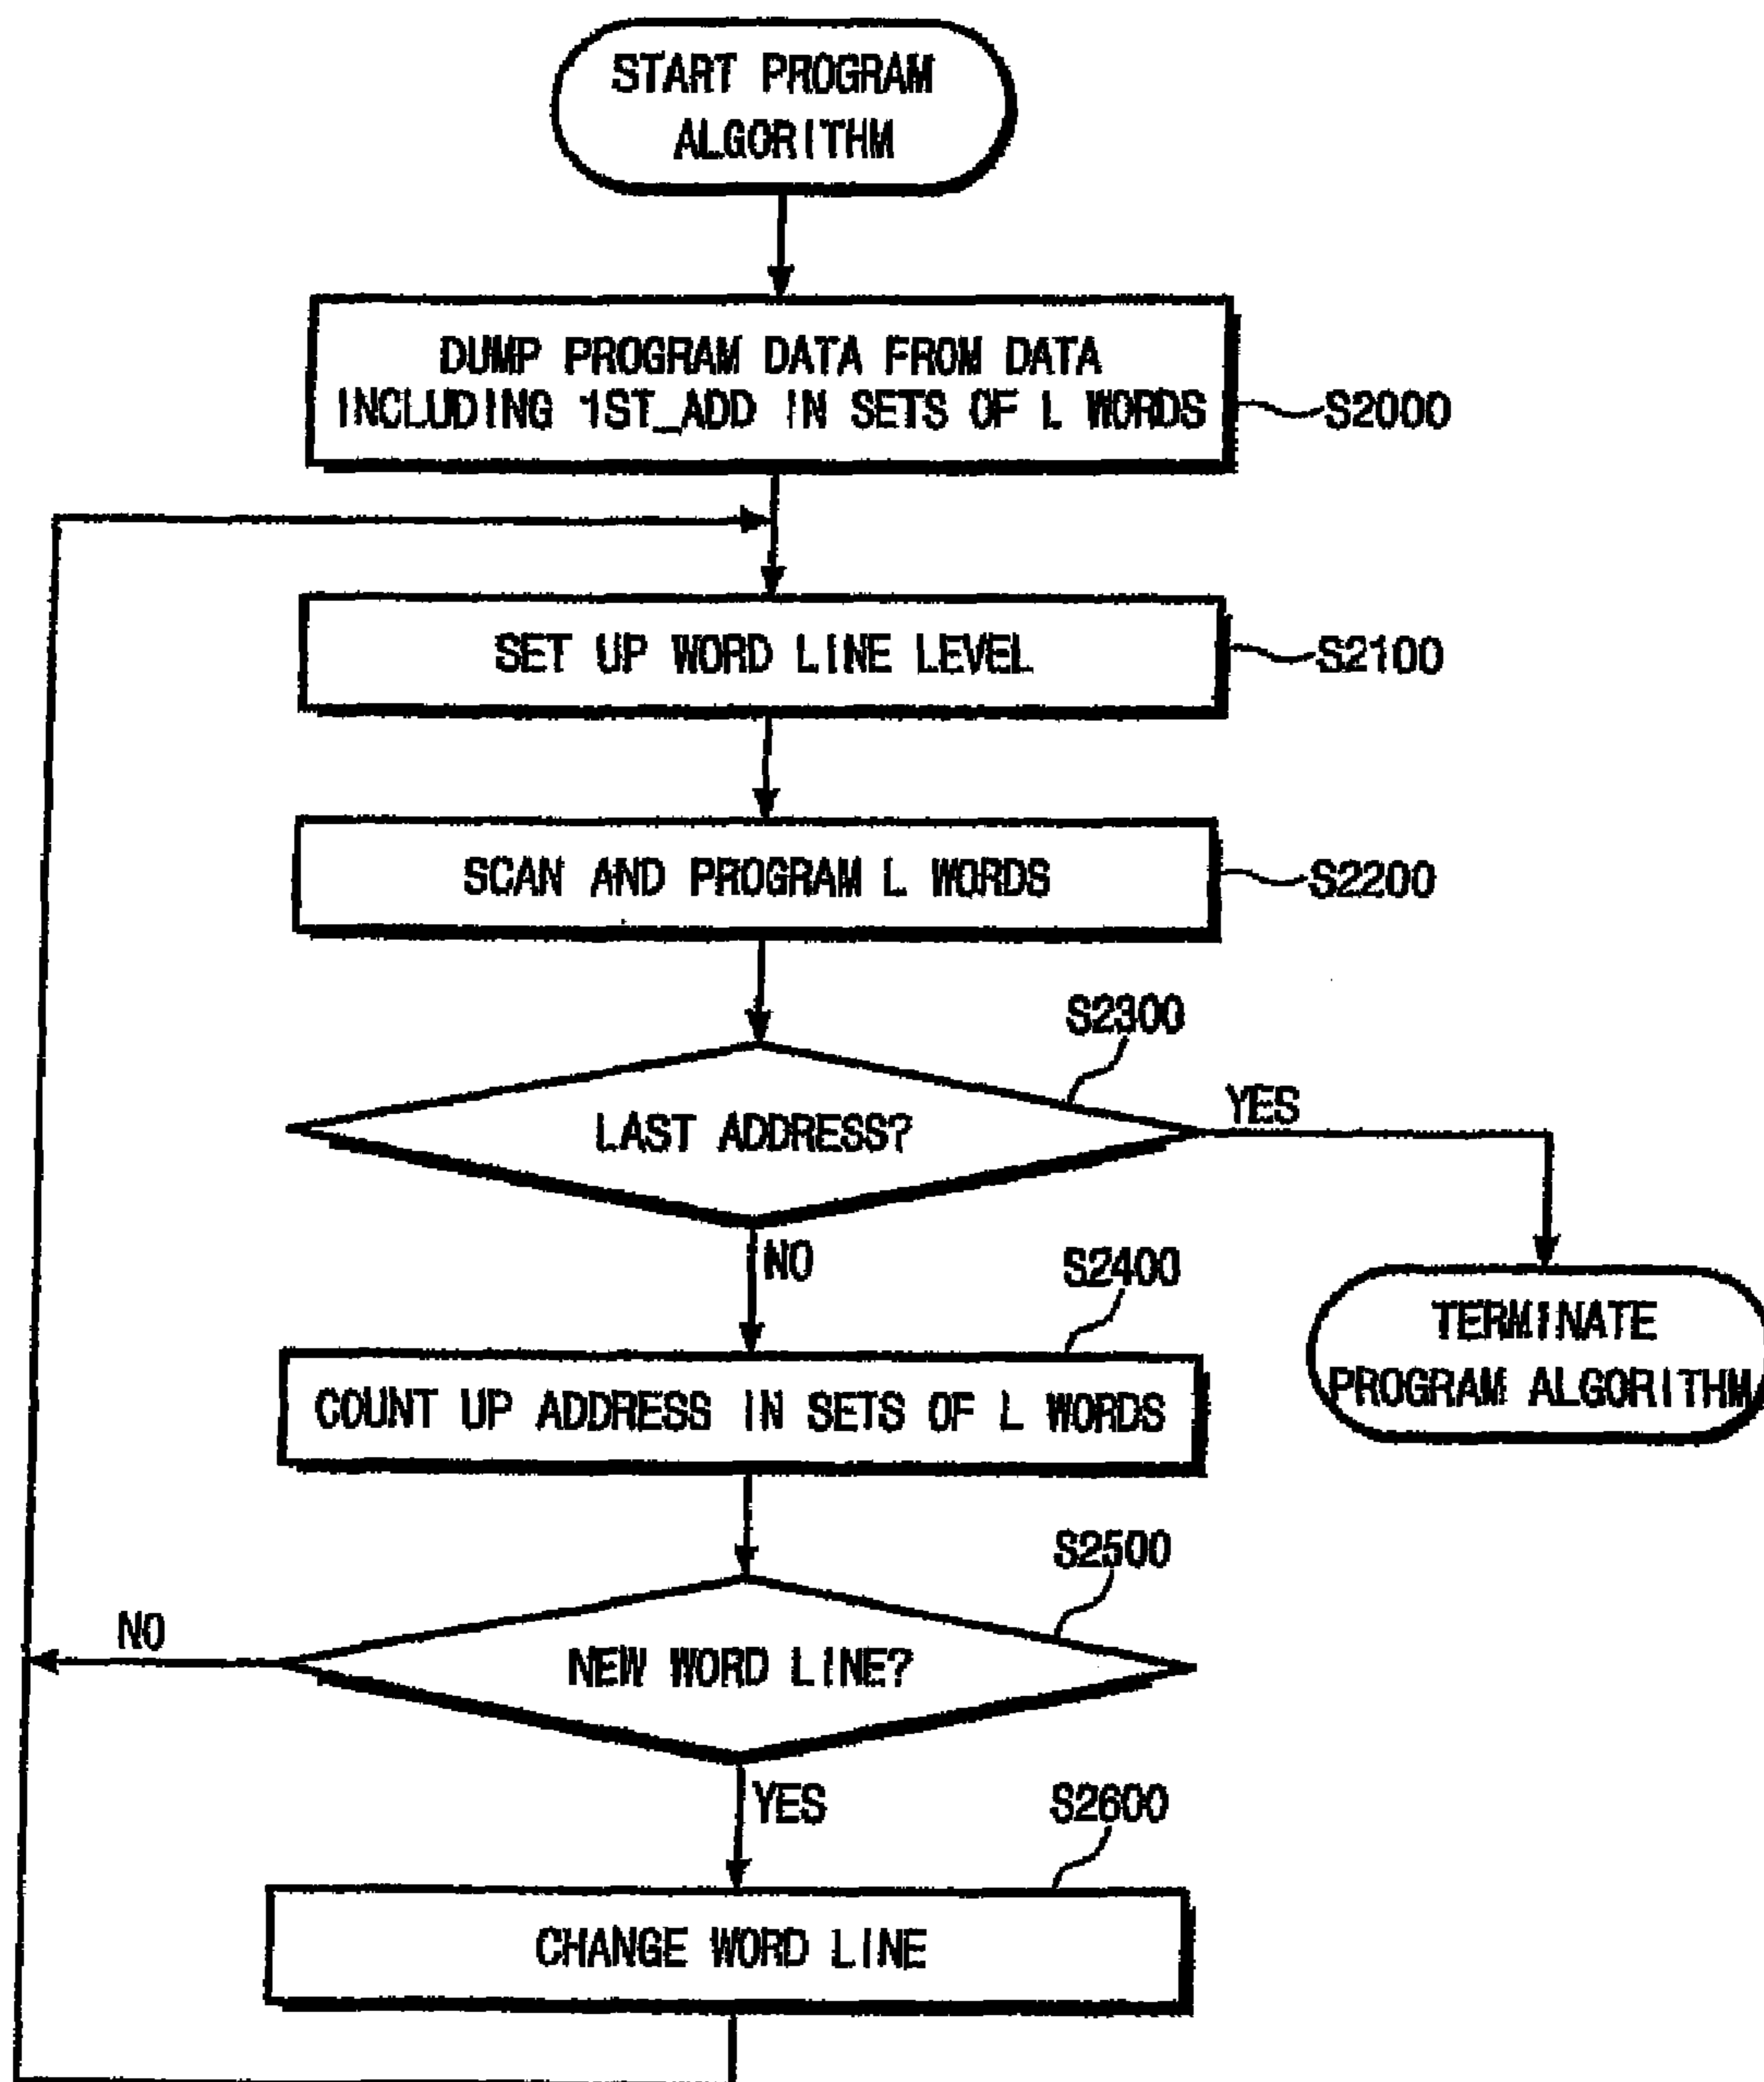 START PROGRAM
ALGORITHM
DUMP PROGRAM DATA FROM DATA
INCLUDING 1ST_ADD IN SETS OF L WORDS
S2000
SET UP WORD LINE LEVEL
S2100
SCAN AND PROGRAM L WORDS
S2200
S2300
LAST ADDRESS?
YES
NO
S2400
TERMINATE
PROGRAM ALGORITHM
COUNT UP ADDRESS IN SETS OF L WORDS
S2500
NO
NEW WORD LINE?
YES
S2600
CHANGE WORD LINE